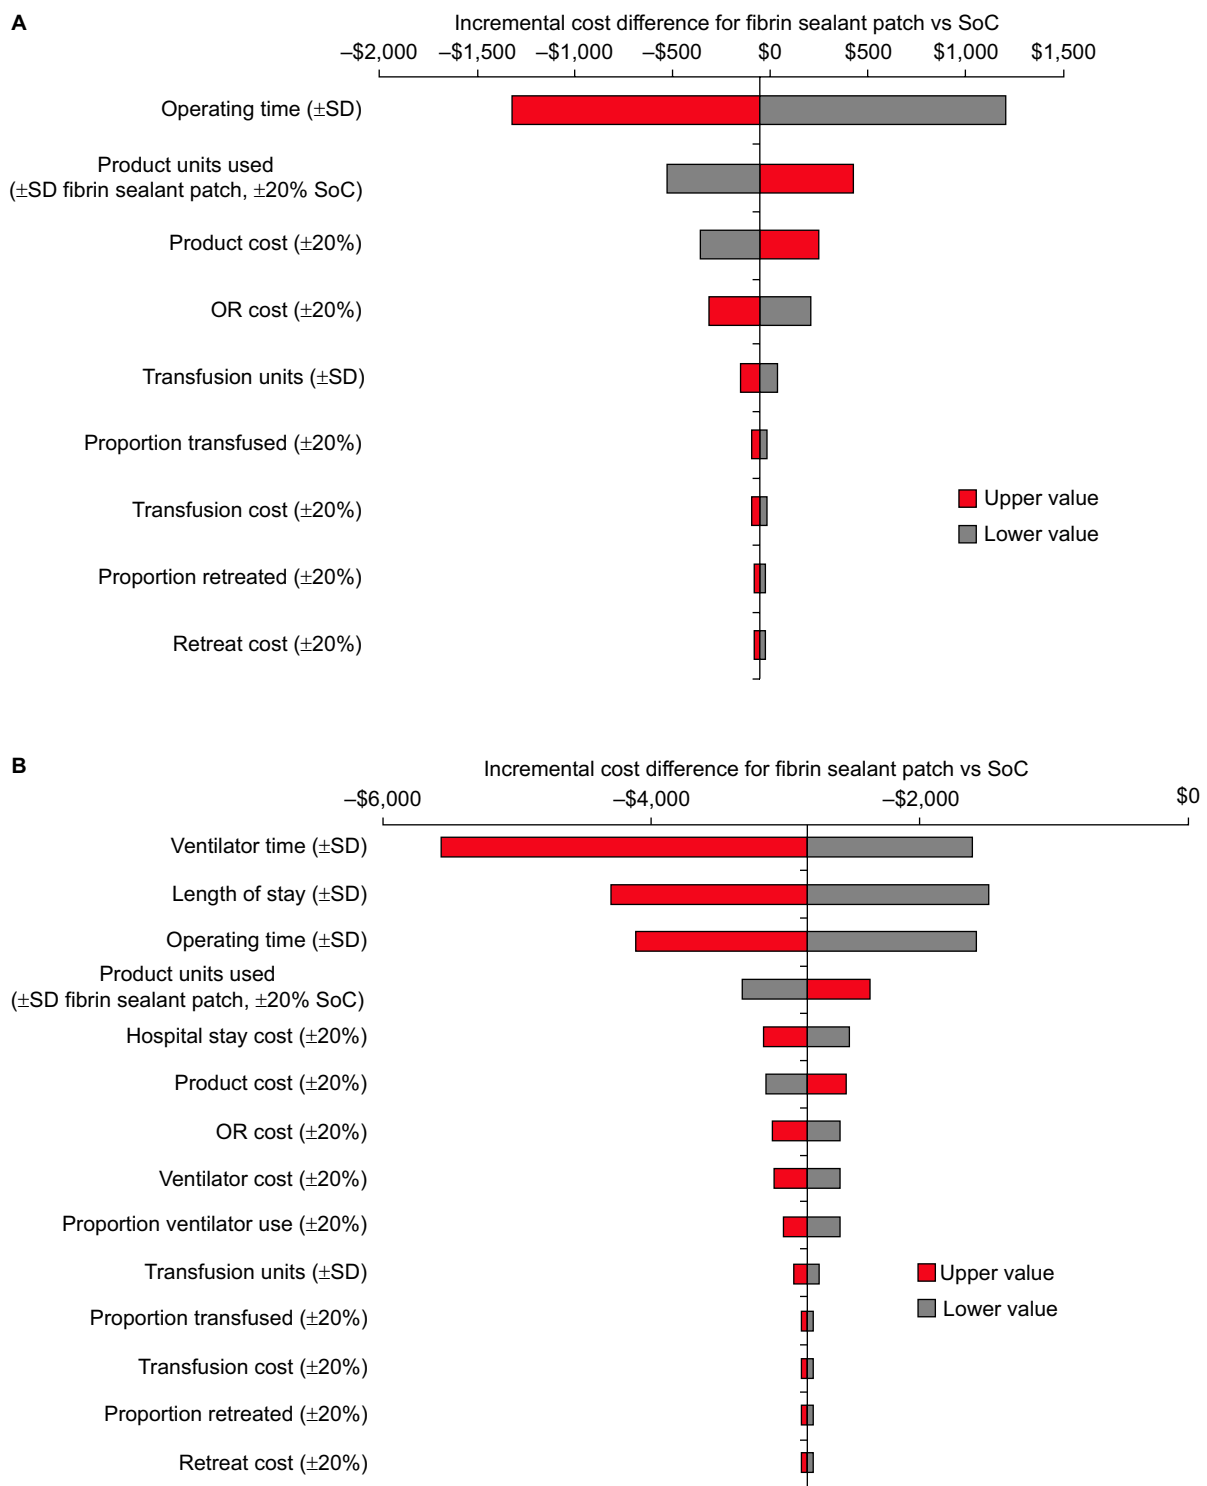 A
Incremental cost difference for fibrin sealant patch vs SoC
–$2,000 –$1,500 –$1,000 –$500 $0 $500 $1,000 $1,500
Operating time (±SD)
Product units used
(±SD fibrin sealant patch, ±20% SoC)
Product cost (±20%)
OR cost (±20%)
Transfusion units (±SD)
Proportion transfused (±20%)
Transfusion cost (±20%)
Proportion retreated (±20%)
Retreat cost (±20%)
Upper value
Lower value
B
Incremental cost difference for fibrin sealant patch vs SoC
–$6,000 –$4,000 –$2,000 $0
Ventilator time (±SD)
Length of stay (±SD)
Operating time (±SD)
Product units used
(±SD fibrin sealant patch, ±20% SoC)
Hospital stay cost (±20%)
Product cost (±20%)
OR cost (±20%)
Ventilator cost (±20%)
Proportion ventilator use (±20%)
Transfusion units (±SD)
Proportion transfused (±20%)
Transfusion cost (±20%)
Proportion retreated (±20%)
Retreat cost (±20%)
Upper value
Lower value